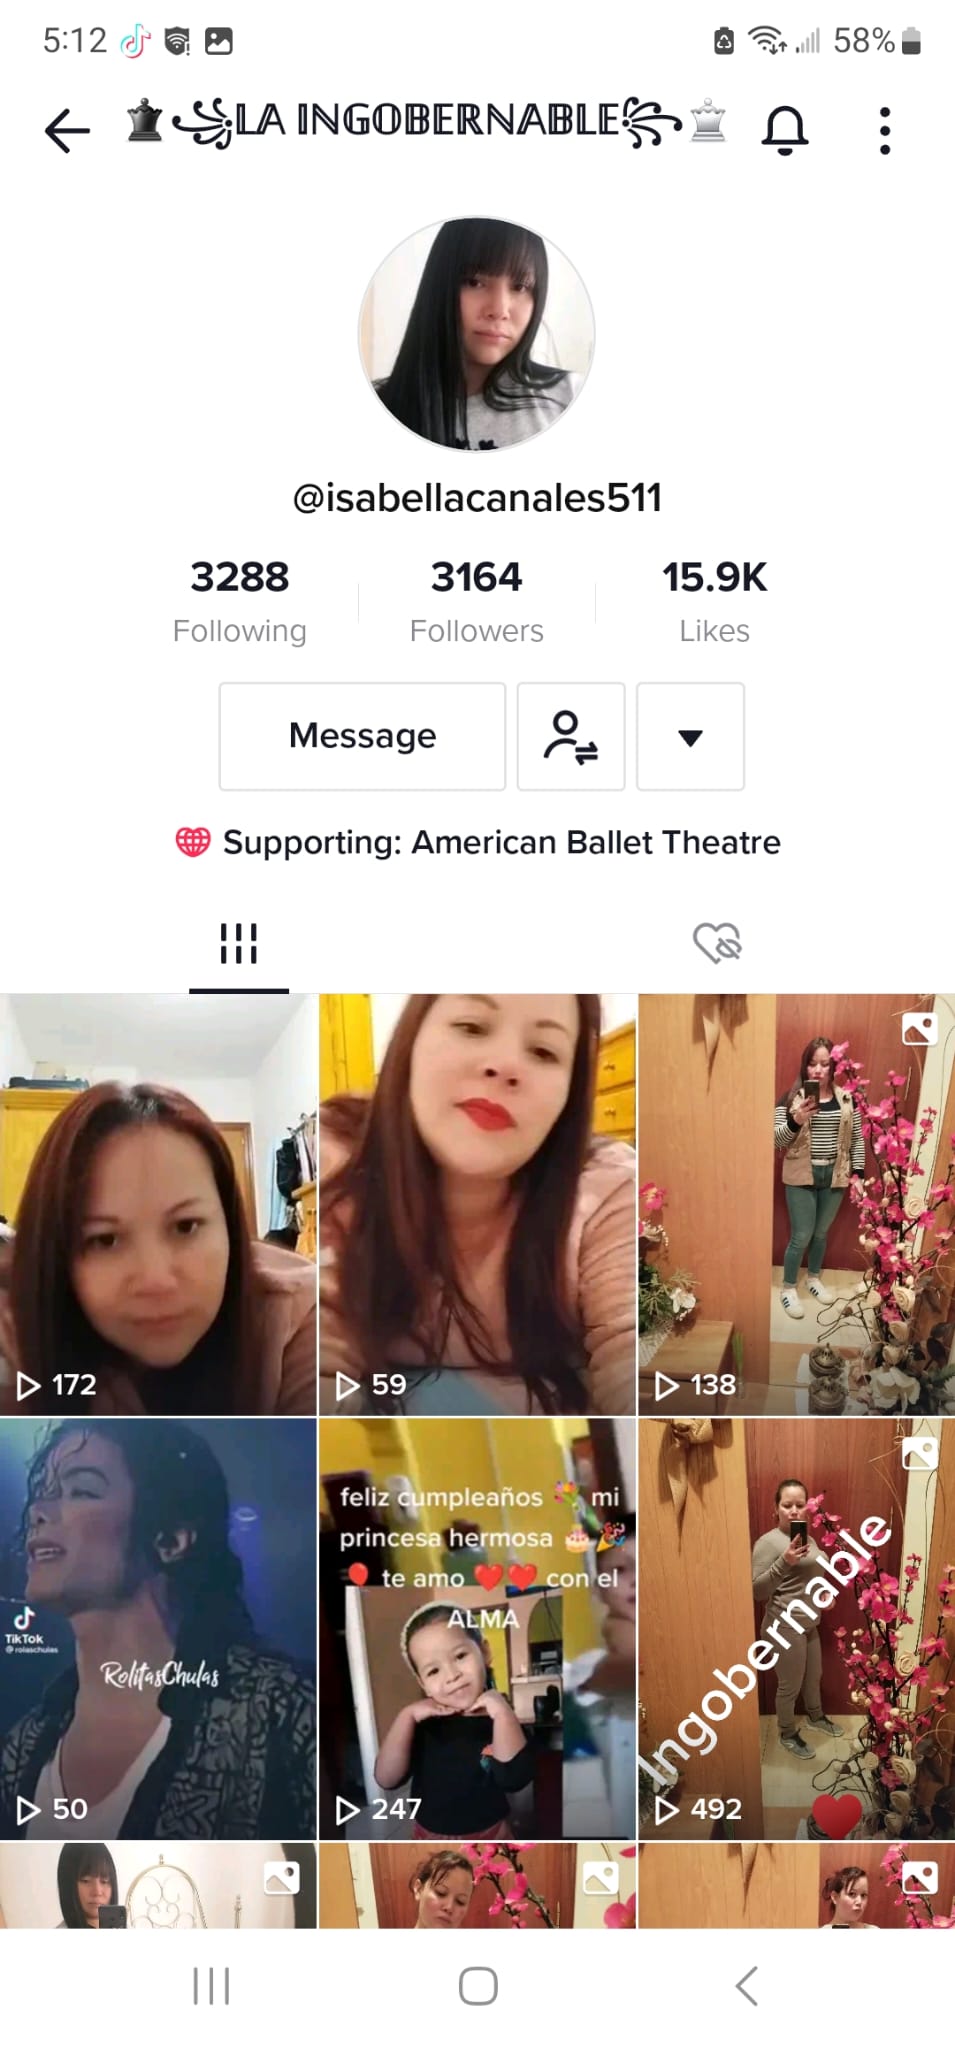 5:12
58%
LA INGOBERNABLE
@isabellacanales511
3288
3164
15.9K
Following
Followers
Likes
Message
Supporting: American Ballet Theatre
172
59
138
TikTok
@rolaschulas
RolitasChulas
50
feliz cumpleaños 💐 mi
princesa hermosa 🎂🎉
🎈 te amo ❤️❤️ con el
ALMA
247
Ingobernable
492